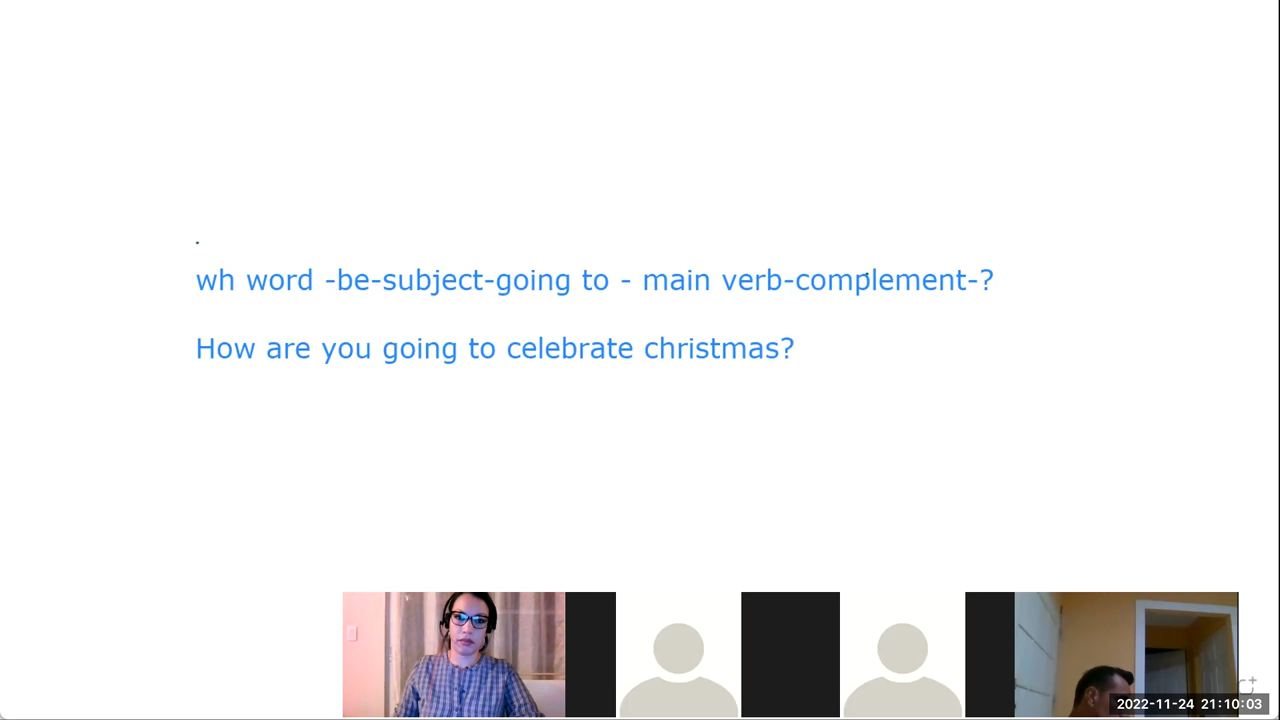 wh word -be-subject-going to - main verb-complement-?
How are you going to celebrate christmas?
2022-11-24 21:10:03